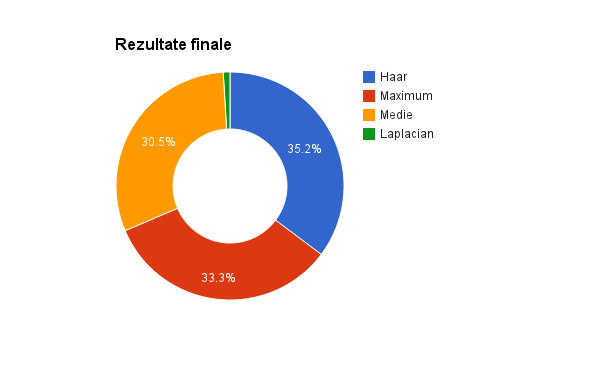 Rezultate finale
Haar
Maximum
Medie
Laplacian
35.2%
33.3%
30.5%